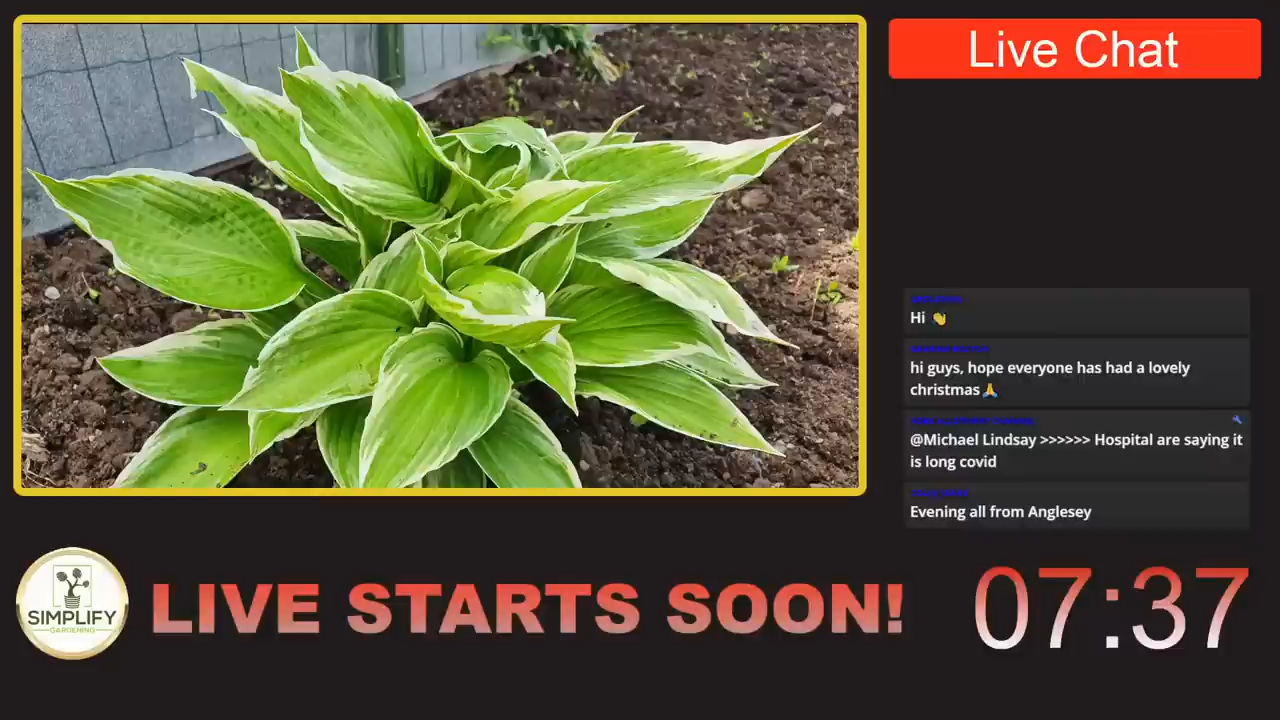 Live Chat
Hi 👏
hi guys, hope everyone has had a lovely
christmas🙏
@Michael Lindsay >>>>>> Hospital are saying it
is long covid
Evening all from Anglesey
SIMPLIFY
GARDENING
LIVE STARTS SOON!
07:37